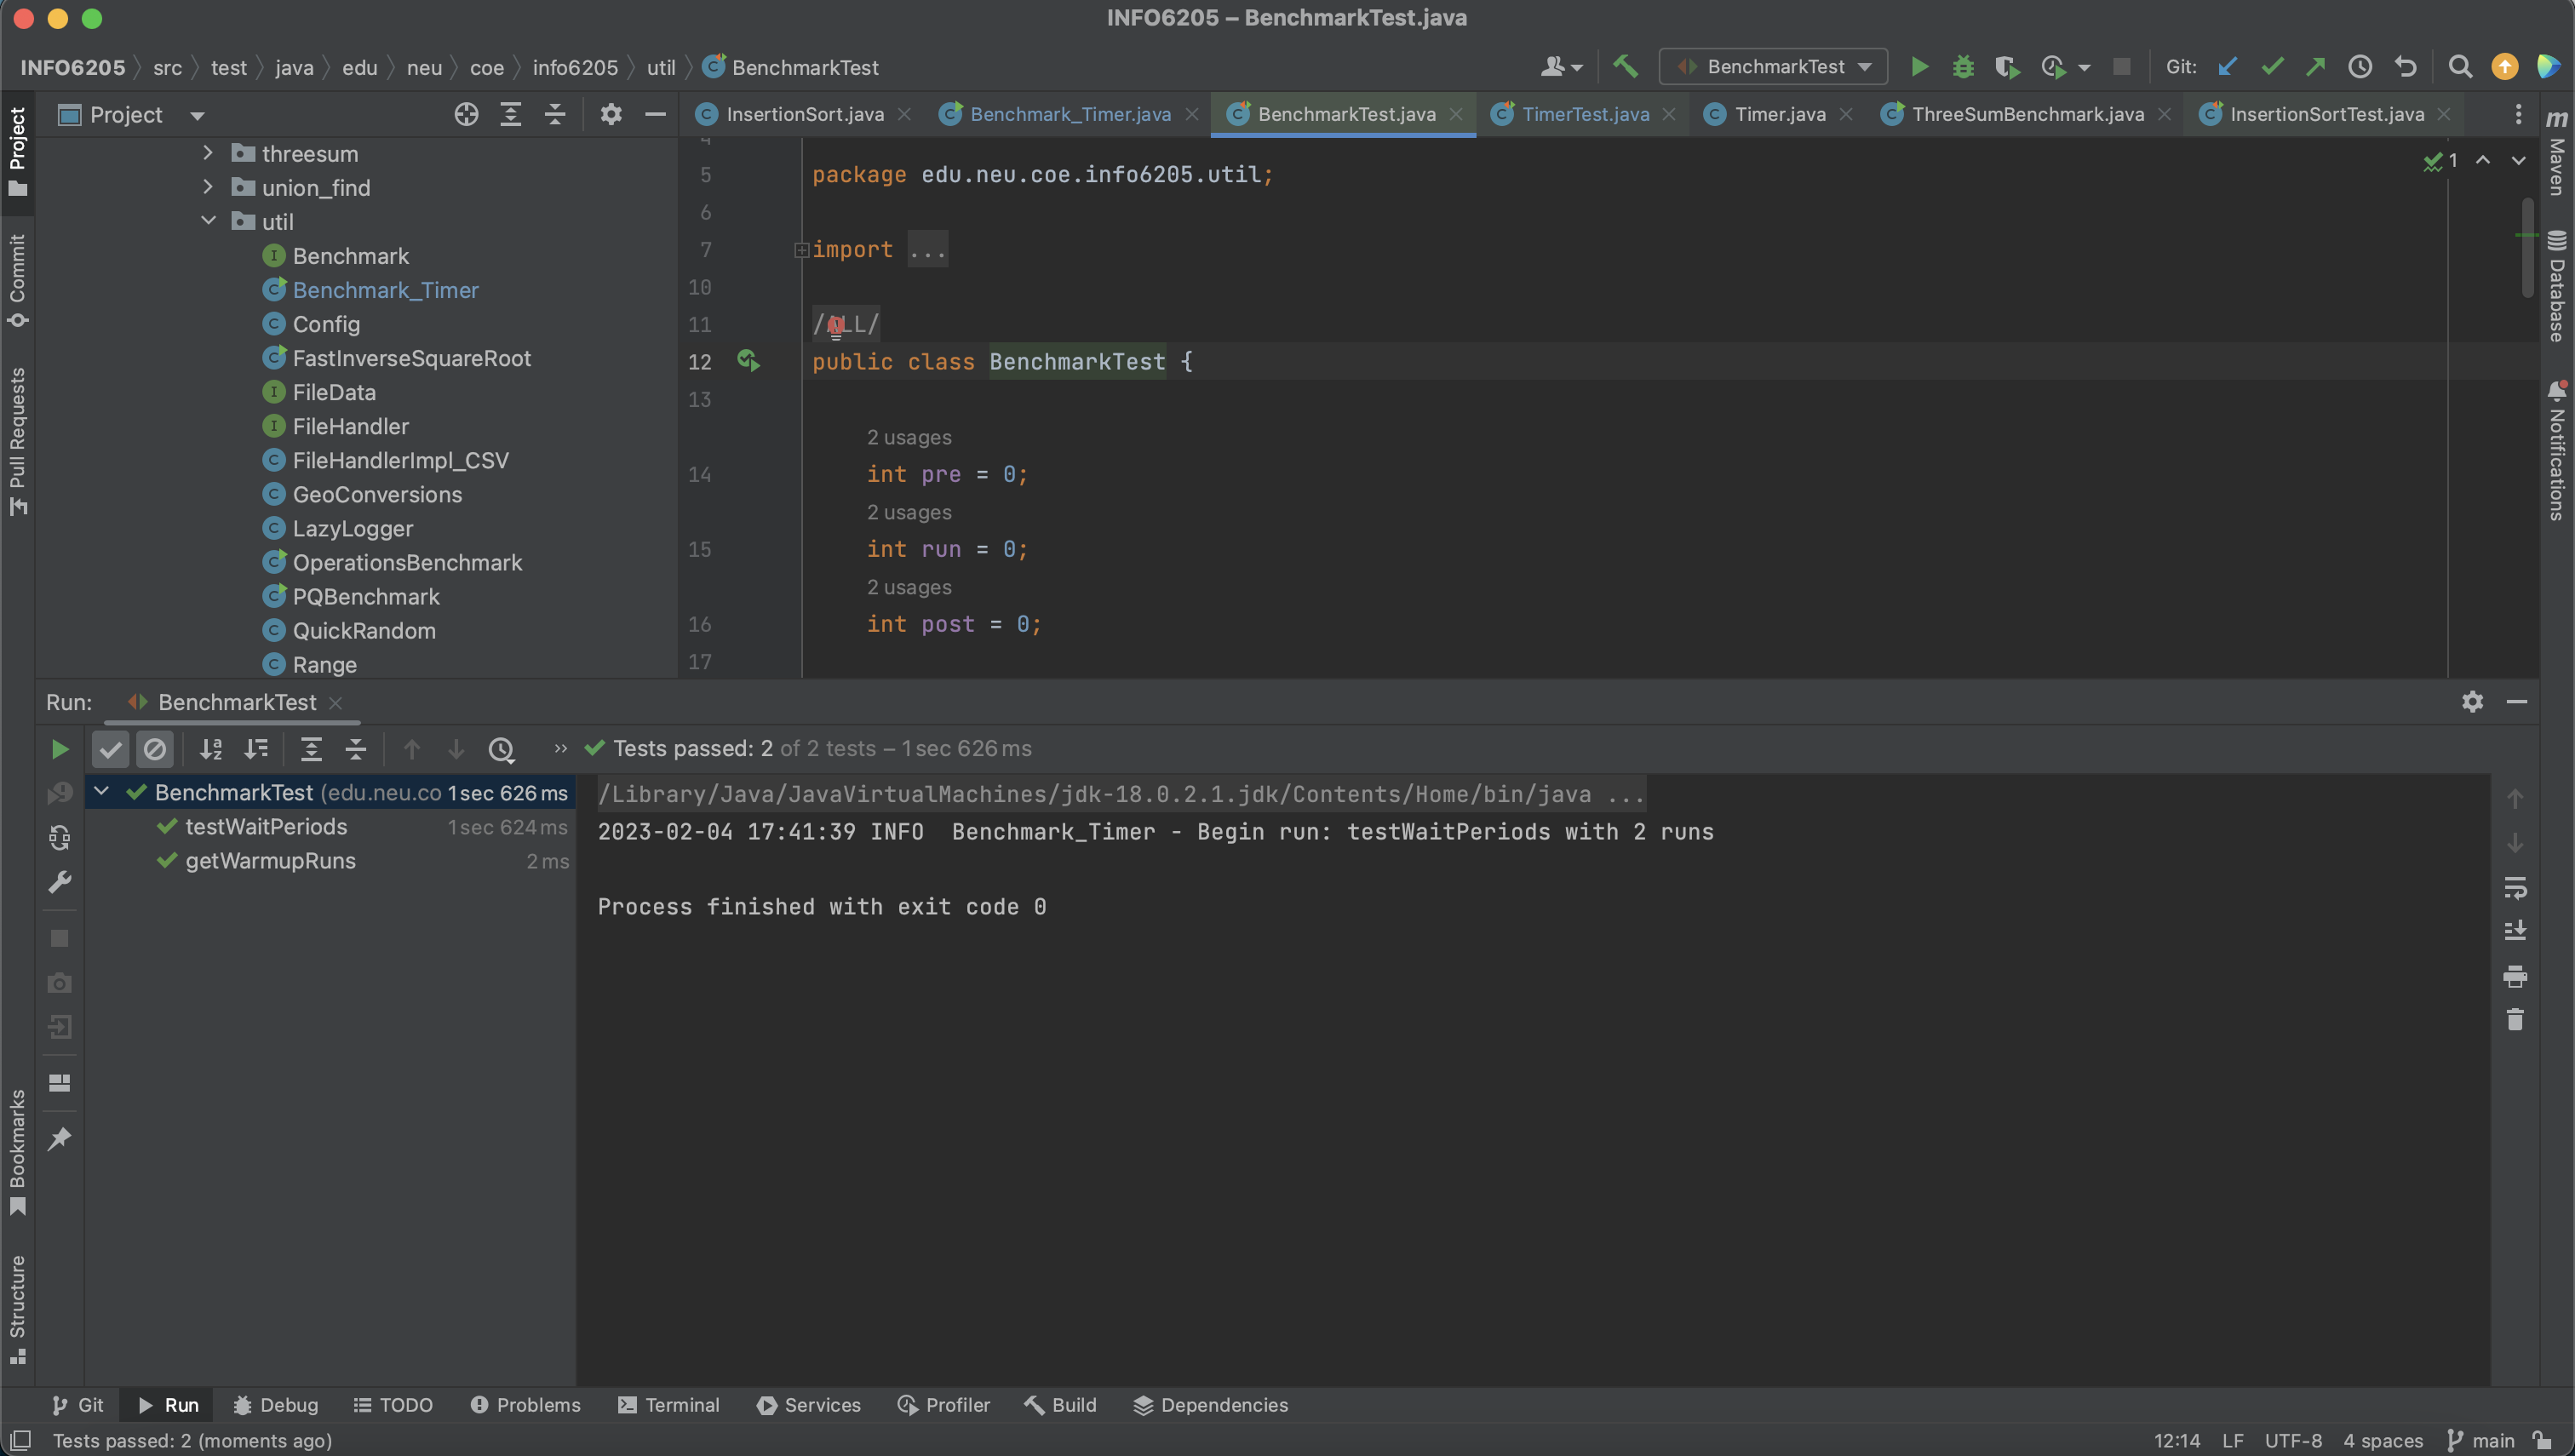 INFO6205 – BenchmarkTest.java
INFO6205 src test java edu neu coe info6205 util BenchmarkTest
BenchmarkTest
Git:
Project
InsertionSort.java Benchmark_Timer.java BenchmarkTest.java TimerTest.java Timer.java ThreeSumBenchmark.java InsertionSortTest.java
Project
Commit
Pull Requests
Bookmarks
Structure
threesum
union_find
util
Benchmark
Benchmark_Timer
Config
FastInverseSquareRoot
FileData
FileHandler
FileHandlerImpl_CSV
GeoConversions
LazyLogger
OperationsBenchmark
PQBenchmark
QuickRandom
Range
4
5 package edu.neu.coe.info6205.util;
6
7 import ...
10
11 /ALL/
12 public class BenchmarkTest {
13
2 usages
14 int pre = 0;
2 usages
15 int run = 0;
2 usages
16 int post = 0;
17
1
Maven
Database
Notifications
Run: BenchmarkTest
Tests passed: 2 of 2 tests – 1 sec 626 ms
BenchmarkTest (edu.neu.co 1 sec 626 ms
testWaitPeriods 1 sec 624 ms
getWarmupRuns 2 ms
/Library/Java/JavaVirtualMachines/jdk-18.0.2.1.jdk/Contents/Home/bin/java ...
2023-02-04 17:41:39 INFO  Benchmark_Timer - Begin run: testWaitPeriods with 2 runs
Process finished with exit code 0
Git Run Debug TODO Problems Terminal Services Profiler Build Dependencies
Tests passed: 2 (moments ago)
12:14 LF UTF-8 4 spaces main